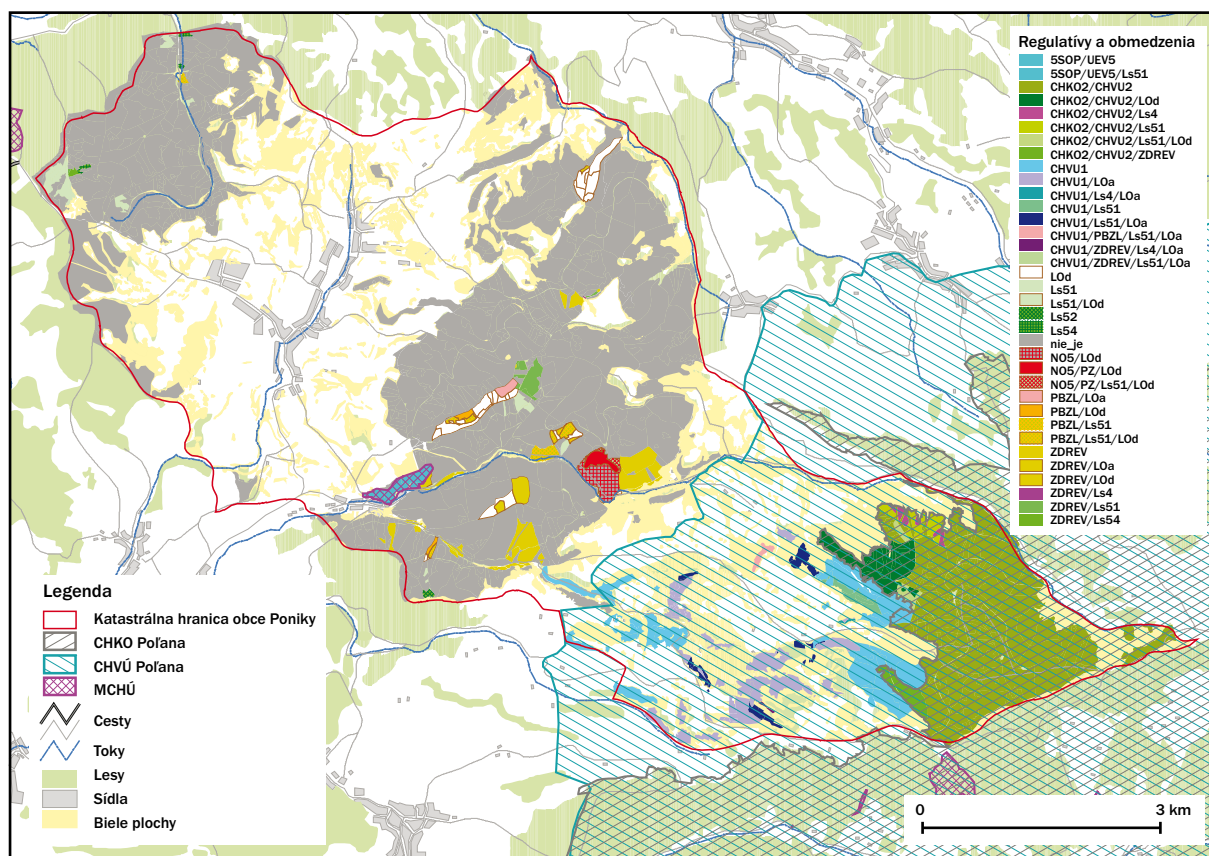 Regulatívy a obmedzenia
5SOP/UEV5
5SOP/UEV5/Ls51
CHKO2/CHVU2
CHKO2/CHVU2/LOd
CHKO2/CHVU2/Ls4
CHKO2/CHVU2/Ls51
CHKO2/CHVU2/Ls51/LOd
CHKO2/CHVU2/ZDREV
CHVU1
CHVU1/LOa
CHVU1/Ls4/LOa
CHVU1/Ls51
CHVU1/Ls51/LOa
CHVU1/PBZL/Ls51/LOa
CHVU1/ZDREV/Ls4/LOa
CHVU1/ZDREV/Ls51/LOa
LOd
Ls51
Ls51/LOd
Ls52
Ls54
nie_je
NO5/LOd
NO5/PZ/LOd
NO5/PZ/Ls51/LOd
PBZL/LOa
PBZL/LOd
PBZL/Ls51
PBZL/Ls51/LOd
ZDREV
ZDREV/LOa
ZDREV/LOd
ZDREV/Ls4
ZDREV/Ls51
ZDREV/Ls54
Legenda
Katastrálna hranica obce Poniky
CHKO Poľana
CHVÚ Poľana
MCHÚ
Cesty
Toky
Lesy
Sídla
Biele plochy
0 3 km